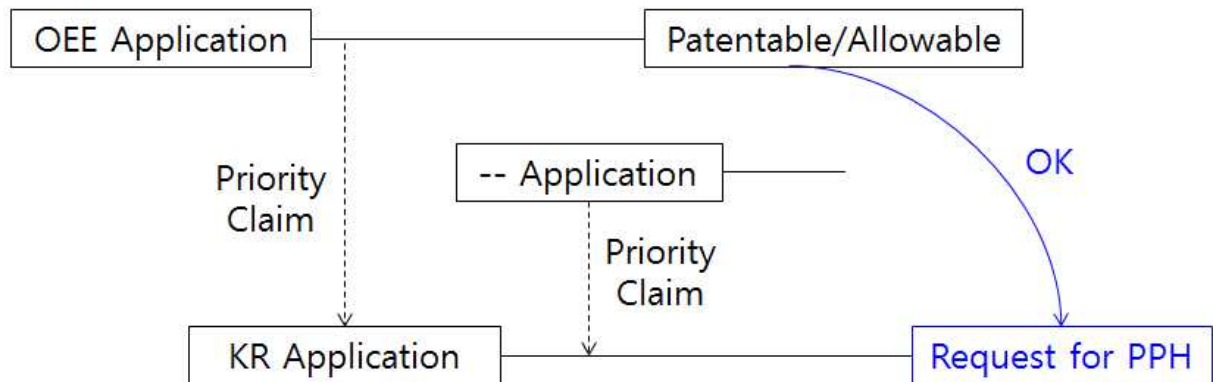 OEE Application
Patentable/Allowable
OK
Priority
Claim
-- Application
Priority
Claim
KR Application
Request for PPH